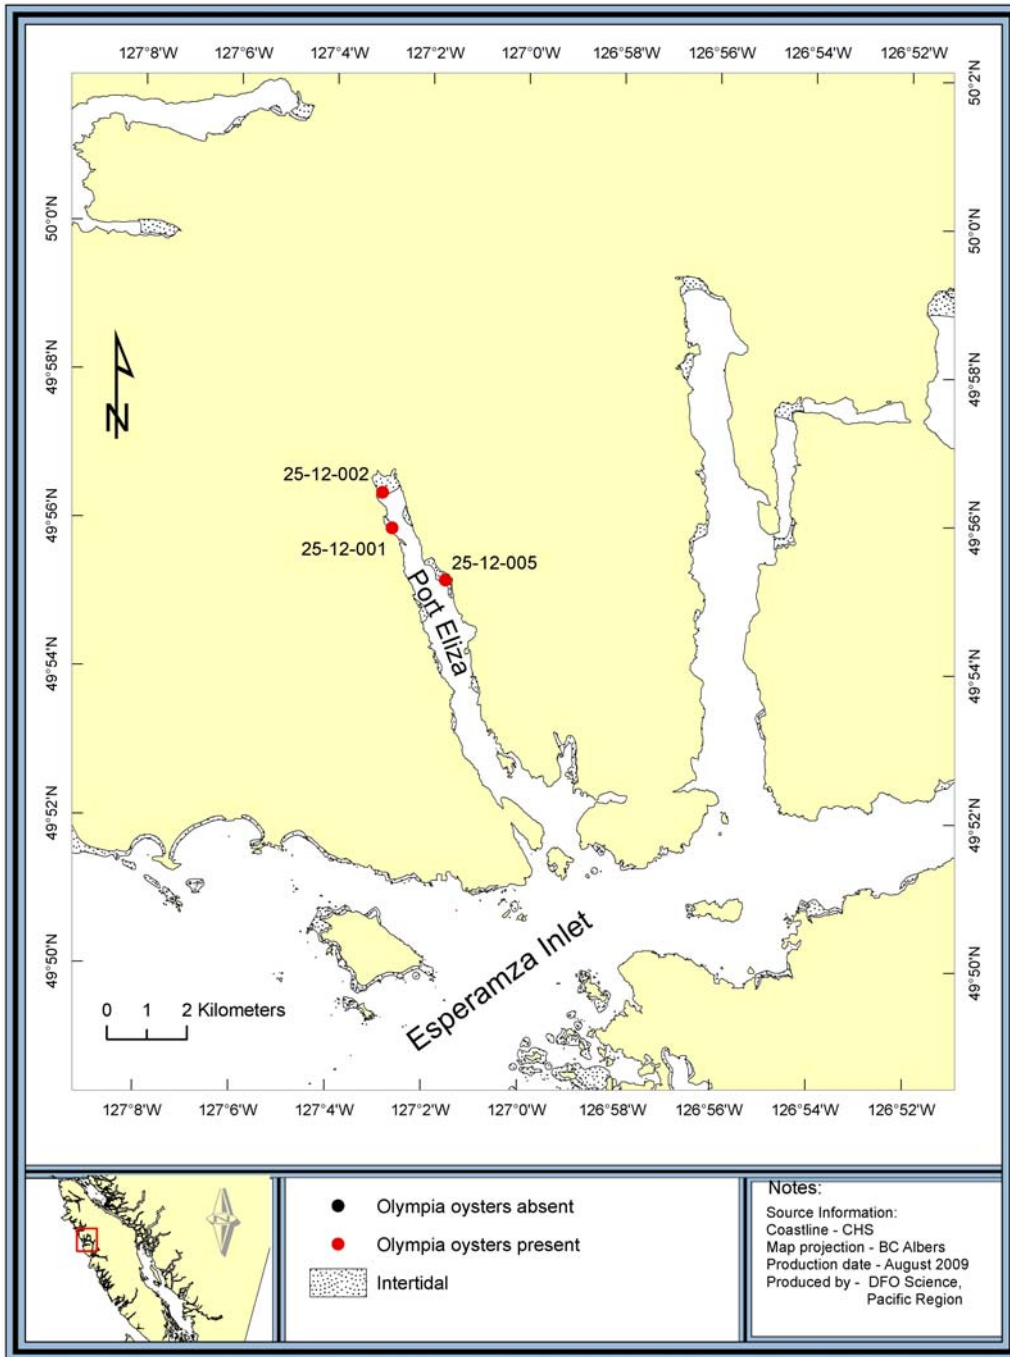 127°8'W 127°6'W 127°4'W 127°2'W 127°0'W 126°58'W 126°56'W 126°54'W 126°52'W
50°2'N
50°0'N
50°0'N
49°58'N
49°58'N
N
25-12-002
49°56'N
49°56'N
25-12-001
25-12-005
Port Eliza
49°54'N
49°54'N
49°52'N
49°52'N
Esperamza Inlet
49°50'N
49°50'N
0 1 2 Kilometers
127°8'W 127°6'W 127°4'W 127°2'W 127°0'W 126°58'W 126°56'W 126°54'W 126°52'W
N
Olympia oysters absent
Olympia oysters present
Intertidal
Notes:
Source Information:
Coastline - CHS
Map projection - BC Albers
Production date - August 2009
Produced by - DFO Science,
Pacific Region